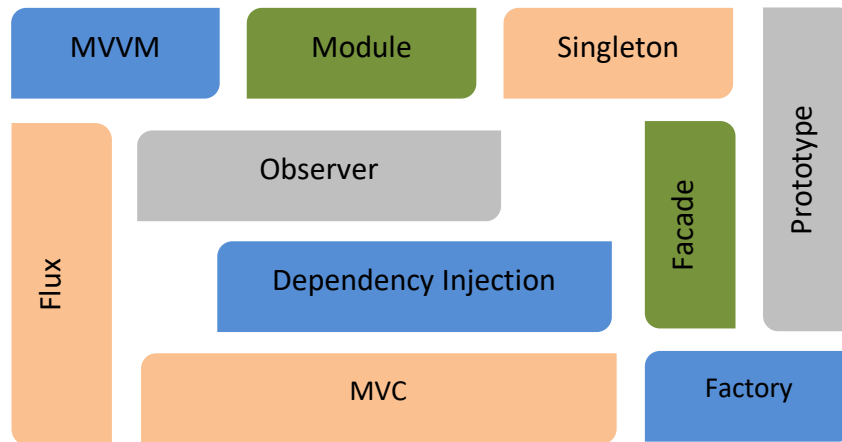 MVVM
Module
Singleton
Prototype
Observer
Facade
Flux
Dependency Injection
MVC
Factory